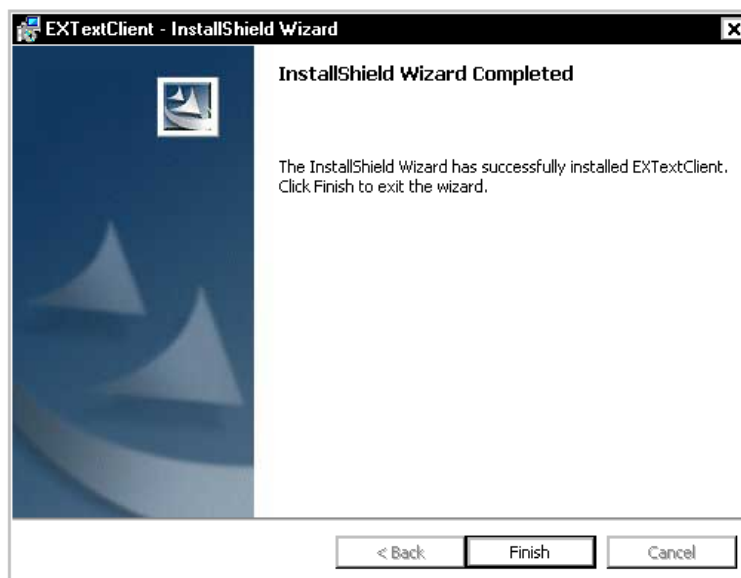 EXTextClient - InstallShield Wizard
InstallShield Wizard Completed
The InstallShield Wizard has successfully installed EXTextClient.
Click Finish to exit the wizard.
< Back
Finish
Cancel